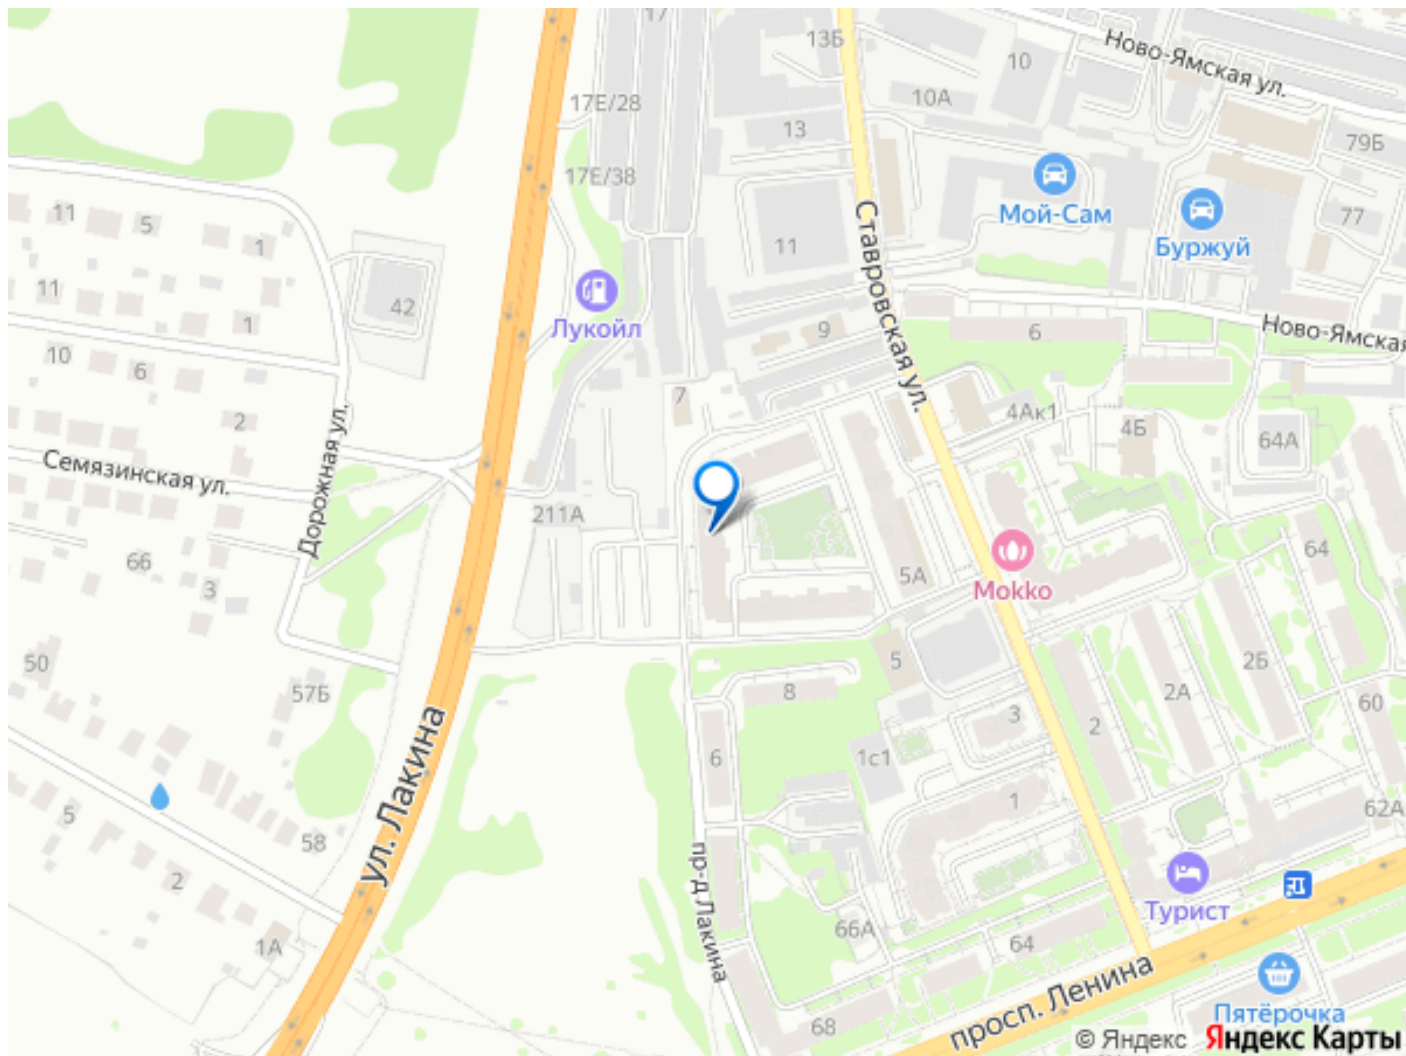 17
13Б
Ново-Ямская ул.
10
17Е/28
10А
13
79Б
17Е/38
Мой-Сам
11
5
1
11
77
Буржуй
Ставровская ул.
11
42
Лукойл
1
9
6
Ново-Ямская
10
6
7
2
4Ак1
4Б
64А
Семязинская ул.
Дорожная ул.
211А
66
64
5А
Mokko
3
50
5
2Б
57Б
8
2А
60
3
2
6
1с1
ул. Лакина
1
62А
5
58
пр-д Лакина
2
Турист
66А
1А
64
просп. Ленина
Пятёрочка
68
© Яндекс Яндекс Карты